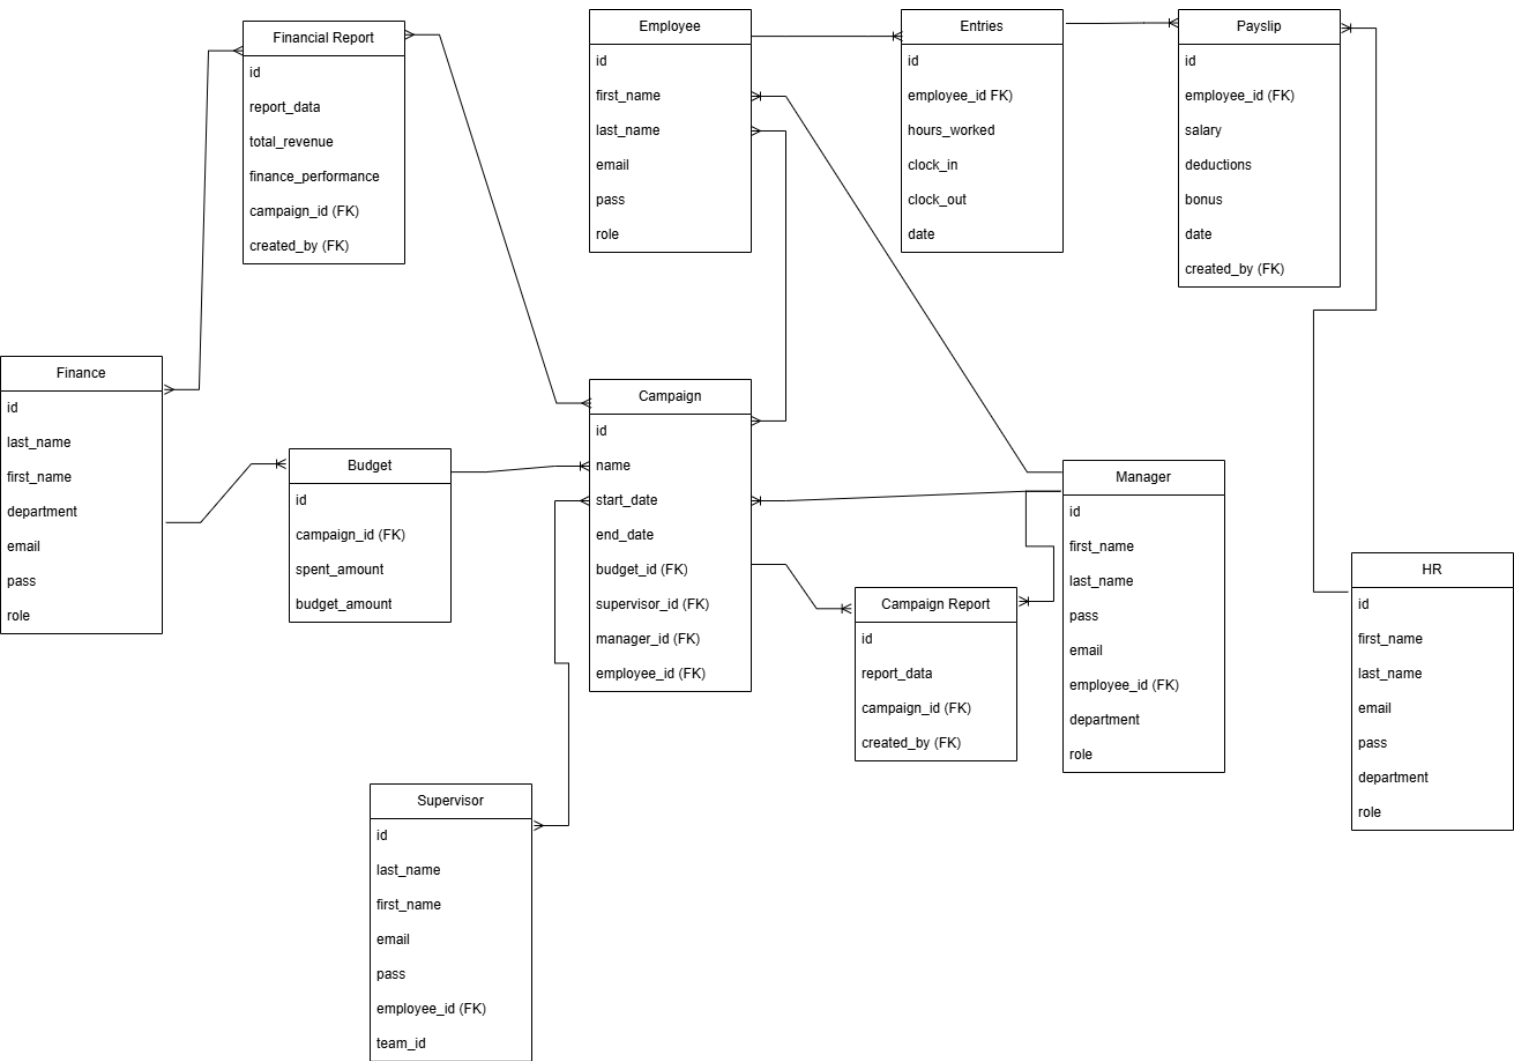 Financial Report
id
report_data
total_revenue
finance_performance
campaign_id (FK)
created_by (FK)
Employee
id
first_name
last_name
email
pass
role
Entries
id
employee_id FK)
hours_worked
clock_in
clock_out
date
Payslip
id
employee_id (FK)
salary
deductions
bonus
date
created_by (FK)
Finance
id
last_name
first_name
department
email
pass
role
Budget
id
campaign_id (FK)
spent_amount
budget_amount
Campaign
id
name
start_date
end_date
budget_id (FK)
supervisor_id (FK)
manager_id (FK)
employee_id (FK)
Campaign Report
id
report_data
campaign_id (FK)
created_by (FK)
Manager
id
first_name
last_name
pass
email
employee_id (FK)
department
role
HR
id
first_name
last_name
email
pass
department
role
Supervisor
id
last_name
first_name
email
pass
employee_id (FK)
team_id